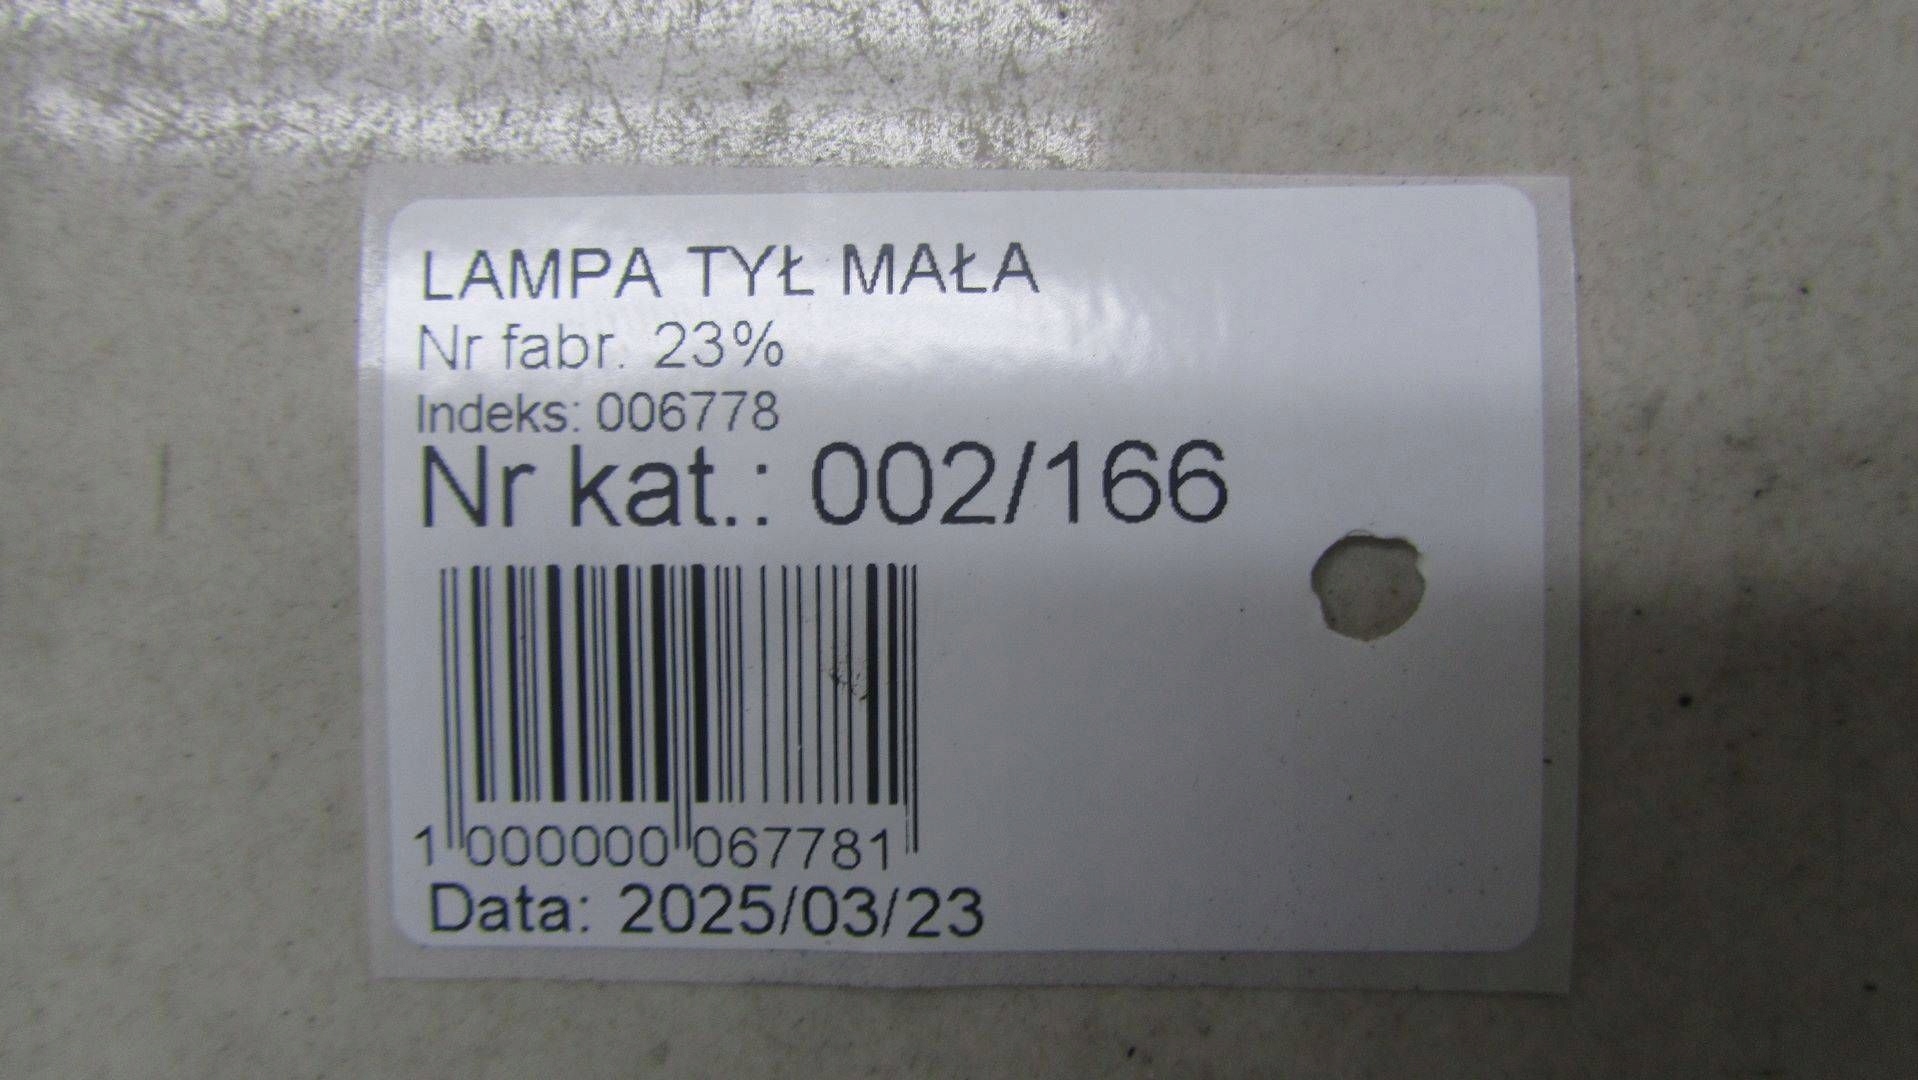 LAMPA TYŁ MAŁA
Nr fabr. 23%
Indeks: 006778
Nr kat.: 002/166
1 000000 067781
Data: 2025/03/23